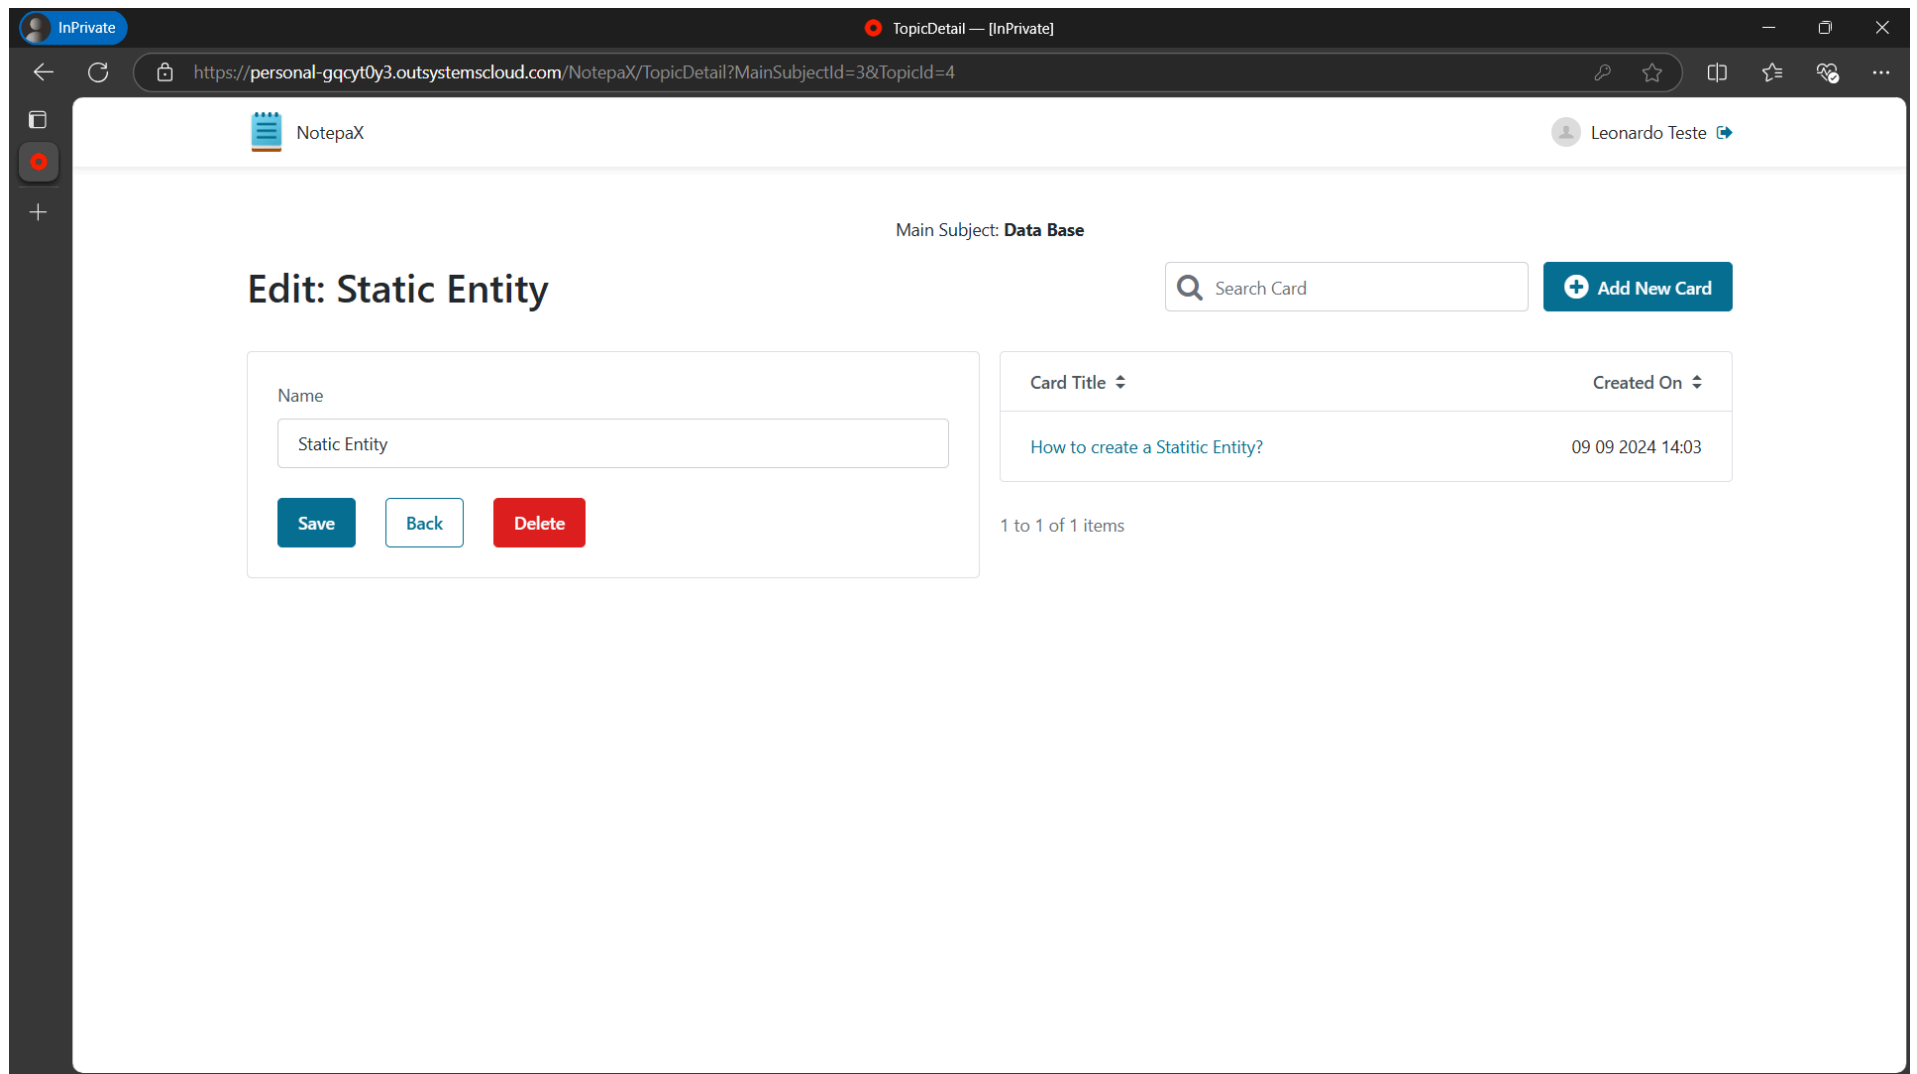 InPrivate
TopicDetail — [InPrivate]
https://personal-gqcyt0y3.outsystemscloud.com/NotepaX/TopicDetail?MainSubjectId=3&TopicId=4
NotepaX
Leonardo Teste
Main Subject: Data Base
Edit: Static Entity
Search Card
Add New Card
Name
Static Entity
Save
Back
Delete
Card Title
Created On
How to create a Statitic Entity?
09 09 2024 14:03
1 to 1 of 1 items